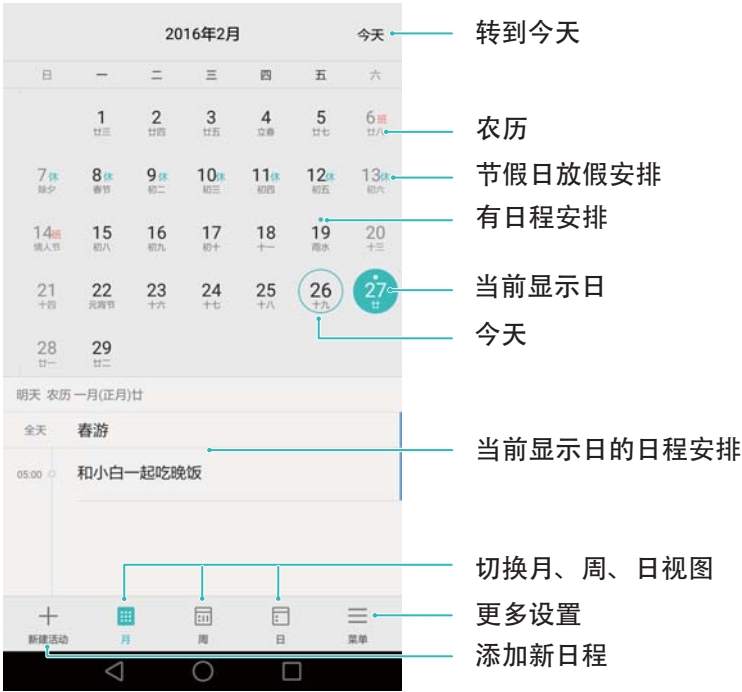 2016年2月 今天 转到今天
日 一 二 三 四 五 六
1 2 3 4 5 6班
廿三 廿四 廿五 立春 廿七 廿八 农历
7休 8休 9休 10休 11休 12休 13休 节假日放假安排
除夕 春节 初二 初三 初四 初五 初六
有日程安排
14班 15 16 17 18 19 20
情人节 初八 初九 初十 十一 雨水 十三
21 22 23 24 25 26 27 当前显示日
十四 元宵节 十六 十七 十八 十九 廿
今天
28 29
廿一 廿二
明天 农历 一月(正月)廿
全天 春游
当前显示日的日程安排
05:00 和小白一起吃晚饭
切换月、周、日视图
更多设置
新建活动 月 周 日 菜单
添加新日程